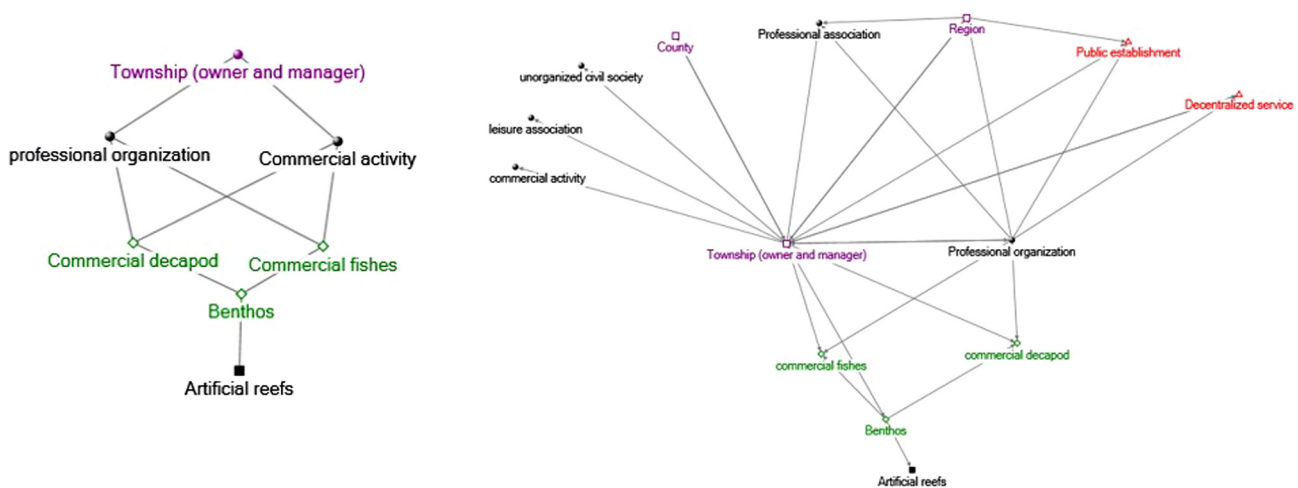 Township (owner and manager)
professional organization
Commercial activity
Commercial decapod
Commercial fishes
Benthos
Artificial reefs
County
Professional association
Region
Public establishment
unorganized civil society
Decentralized service
leisure association
commercial activity
Township (owner and manager)
Professional organization
commercial fishes
commercial decapod
Benthos
Artificial reefs